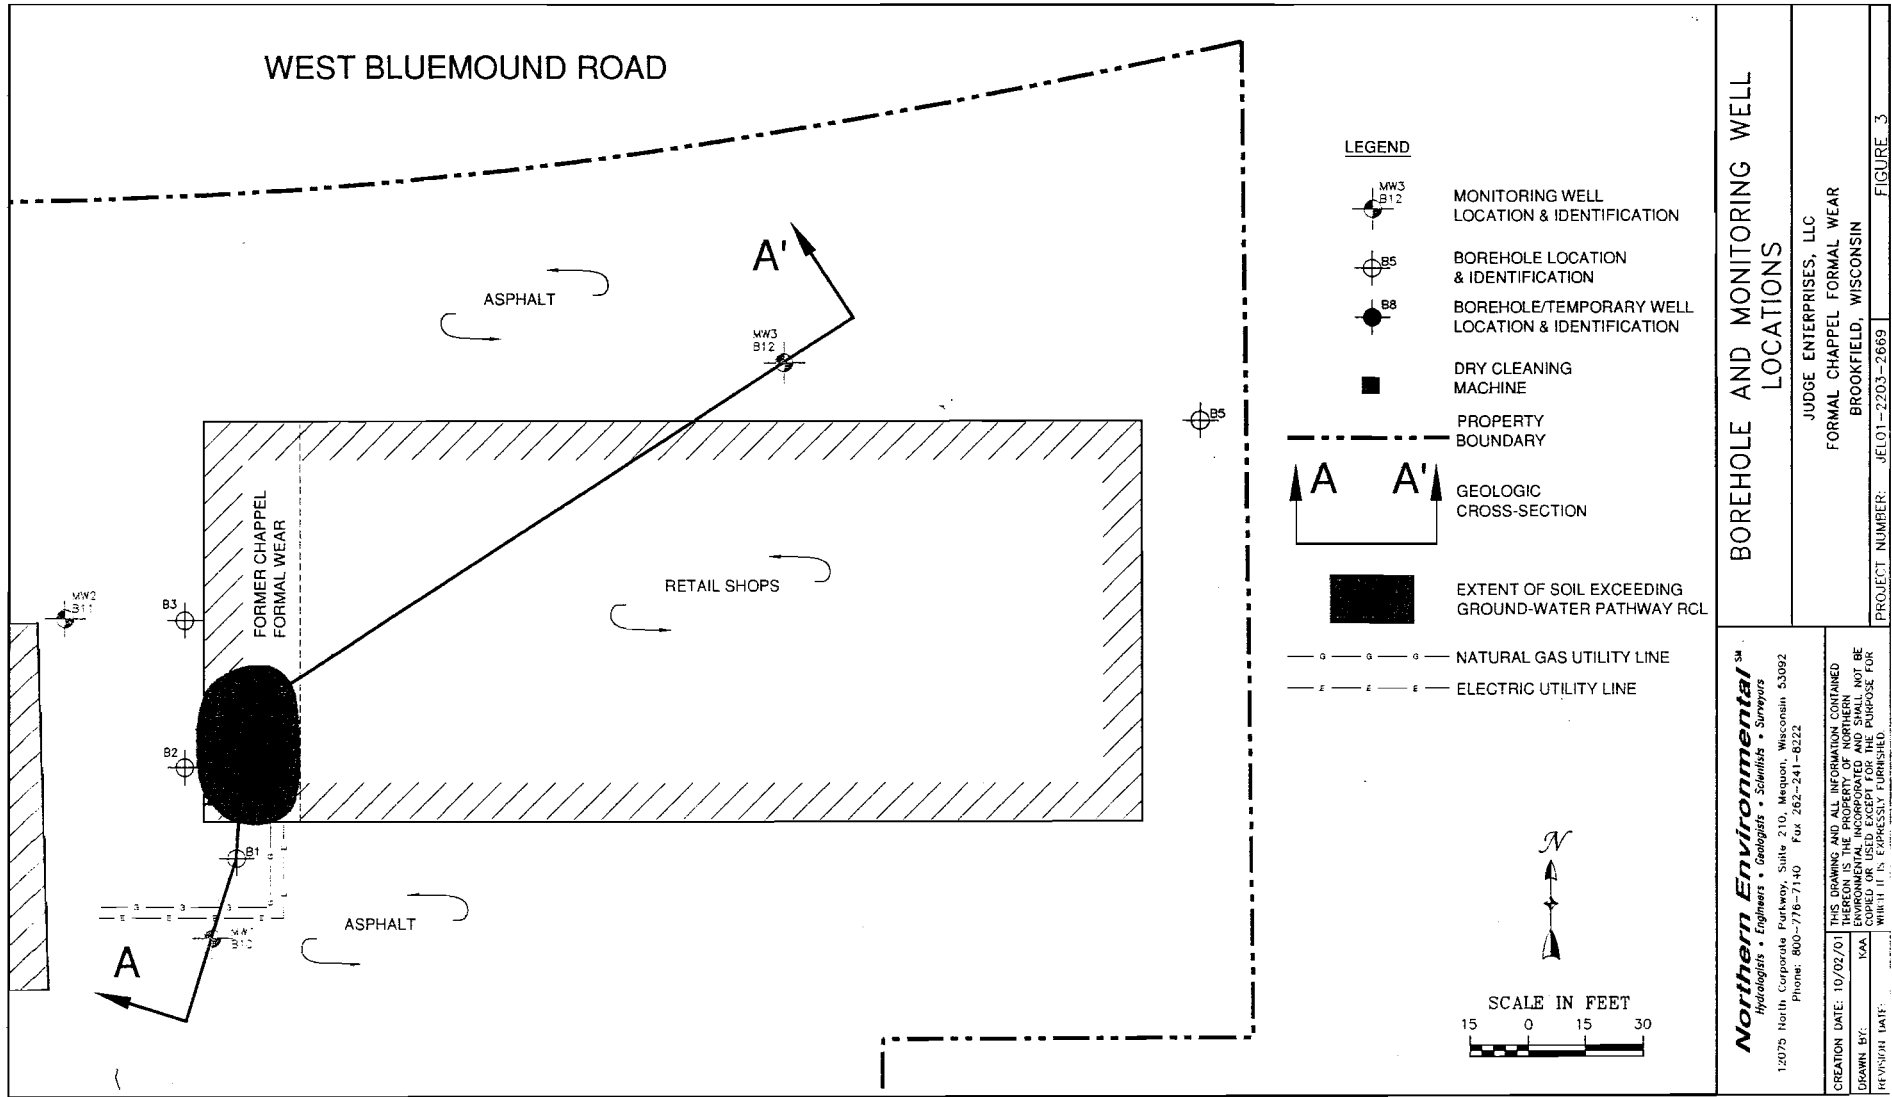 WEST BLUEMOUND ROAD
A'
ASPHALT
MW3
B12
B5
FORMER CHAPPEL
FORMAL WEAR
RETAIL SHOPS
MW2
B11
B3
B2
B1
G G G
E E E E
MW1
B10
ASPHALT
A
LEGEND
MW3
B12
MONITORING WELL
LOCATION & IDENTIFICATION
B5
BOREHOLE LOCATION
& IDENTIFICATION
B8
BOREHOLE/TEMPORARY WELL
LOCATION & IDENTIFICATION
DRY CLEANING
MACHINE
PROPERTY
BOUNDARY
A A'
GEOLOGIC
CROSS-SECTION
EXTENT OF SOIL EXCEEDING
GROUND-WATER PATHWAY RCL
G G G
NATURAL GAS UTILITY LINE
E E E
ELECTRIC UTILITY LINE
N
SCALE IN FEET
15 0 15 30
BOREHOLE AND MONITORING WELL
LOCATIONS
JUDGE ENTERPRISES, LLC
FORMAL CHAPPEL FORMAL WEAR
BROOKFIELD, WISCONSIN
PROJECT NUMBER: JEL01-2203-2669
FIGURE 3
Northern Environmental SM
Hydrologists • Engineers • Geologists • Scientists • Surveyors
12075 North Corporate Parkway, Suite 210, Mequon, Wisconsin 53092
Phone: 800-776-7140 Fax 262-241-8222
THIS DRAWING AND ALL INFORMATION CONTAINED
THEREON IS THE PROPERTY OF NORTHERN
ENVIRONMENTAL INCORPORATED AND SHALL NOT BE
COPIED OR USED EXCEPT FOR THE PURPOSE FOR
WHICH IT IS EXPRESSLY FURNISHED.
CREATION DATE: 10/02/01
DRAWN BY: KAA
REVISION DATE: